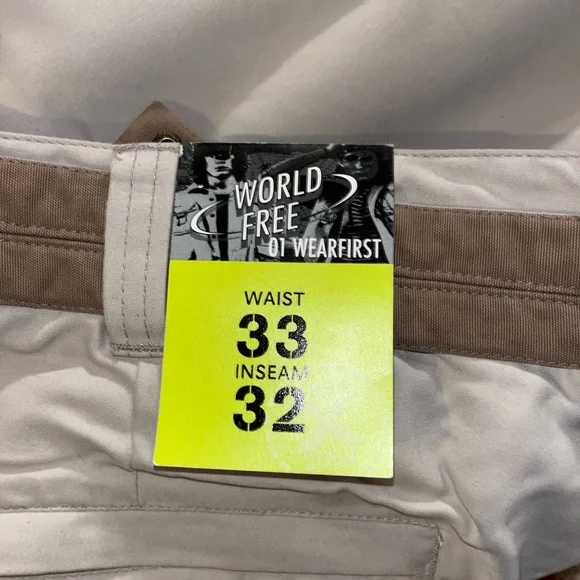 WORLD
FREE
01 WEARFIRST
WAIST
33
INSEAM
32